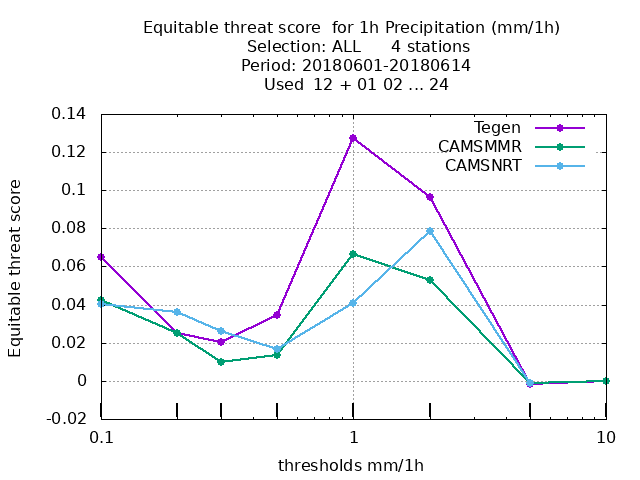 Equitable threat score  for 1h Precipitation (mm/1h)
Selection: ALL      4 stations
Period: 20180601-20180614
Used  12 + 01 02 ... 24
Tegen
CAMSMMR
CAMSNRT
0.14
0.12
0.1
0.08
0.06
0.04
0.02
0
-0.02
Equitable threat score
0.1
1
10
thresholds mm/1h